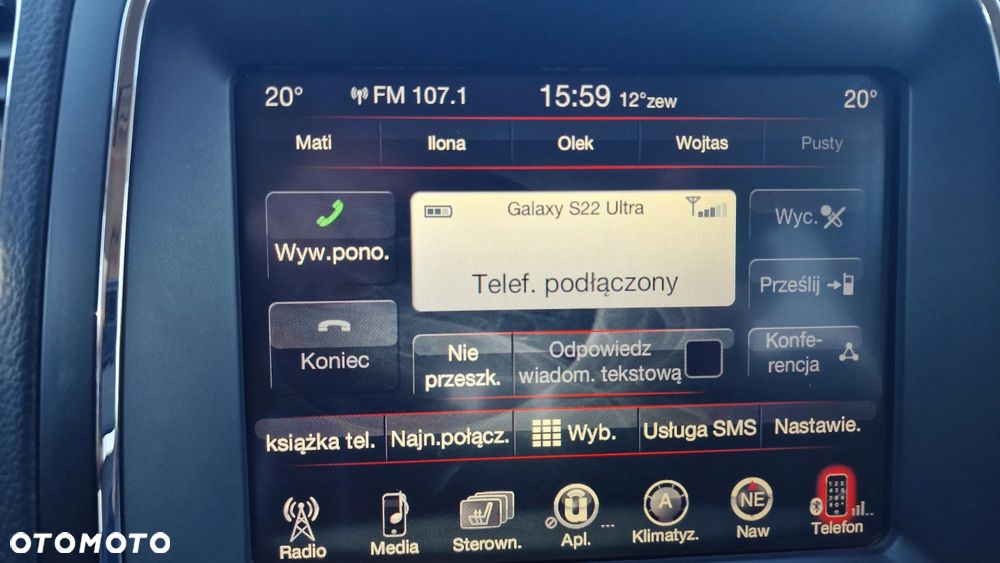 20° FM 107.1 15:59 12°zew 20°
Mati Ilona Olek Wojtas Pusty
Galaxy S22 Ultra
Wyw.pono.
Telef. podłączony
Wyc.
Prześlij
Koniec
Nie
przeszk.
Odpowiedz
wiadom. tekstową
Konfe-
rencja
książka tel. Najn.połącz. Wyb. Usługa SMS Nastawie.
A NE
Radio Media Sterown. Apl. ... Klimatyz. Naw Telefon
OTOMOTO